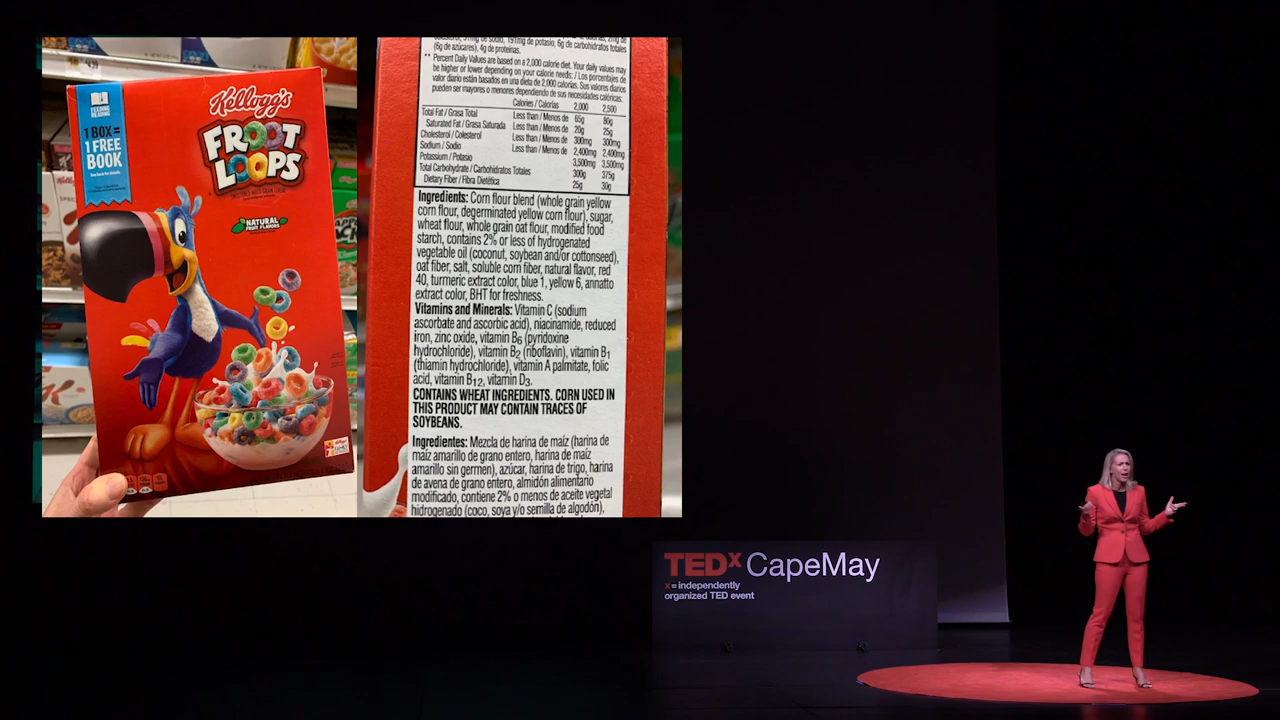 FEEDING
READING
1 BOX =
1 FREE
BOOK
Kellogg's
FROOT
LOOPS
NATURAL
FRUIT FLAVORS
(6g de azúcares), 4g de proteínas.
** Percent Daily Values are based on a 2,000 calorie diet. Your daily values may
be higher or lower depending on your calorie needs: / Los porcentajes de
valor diario están basados en una dieta de 2,000 calorías. Sus valores diarios
pueden ser mayores o menores dependiendo de sus necesidades calóricas:
Calories / Calorías 2,000 2,500
Total Fat / Grasa Total Less than / Menos de 65g 80g
Saturated Fat / Grasa Saturada Less than / Menos de 20g 25g
Cholesterol / Colesterol Less than / Menos de 300mg 300mg
Sodium / Sodio Less than / Menos de 2,400mg 2,400mg
Potassium / Potasio 3,500mg 3,500mg
Total Carbohydrate / Carbohidratos Totales 300g 375g
Dietary Fiber / Fibra Dietética 25g 30g
Ingredients: Corn flour blend (whole grain yellow
corn flour, degerminated yellow corn flour), sugar,
wheat flour, whole grain oat flour, modified food
starch, contains 2% or less of hydrogenated
vegetable oil (coconut, soybean and/or cottonseed),
oat fiber, salt, soluble corn fiber, natural flavor, red
40, turmeric extract color, blue 1, yellow 6, annatto
extract color, BHT for freshness.
Vitamins and Minerals: Vitamin C (sodium
ascorbate and ascorbic acid), niacinamide, reduced
iron, zinc oxide, vitamin B6 (pyridoxine
hydrochloride), vitamin B2 (riboflavin), vitamin B1
(thiamin hydrochloride), vitamin A palmitate, folic
acid, vitamin B12, vitamin D3.
CONTAINS WHEAT INGREDIENTS. CORN USED IN
THIS PRODUCT MAY CONTAIN TRACES OF
SOYBEANS.
Ingredientes: Mezcla de harina de maíz (harina de
maíz amarillo de grano entero, harina de maíz
amarillo sin germen), azúcar, harina de trigo, harina
de avena de grano entero, almidón alimentario
modificado, contiene 2% o menos de aceite vegetal
hidrogenado (coco, soya y/o semilla de algodón),
TEDx CapeMay
x = independently
organized TED event